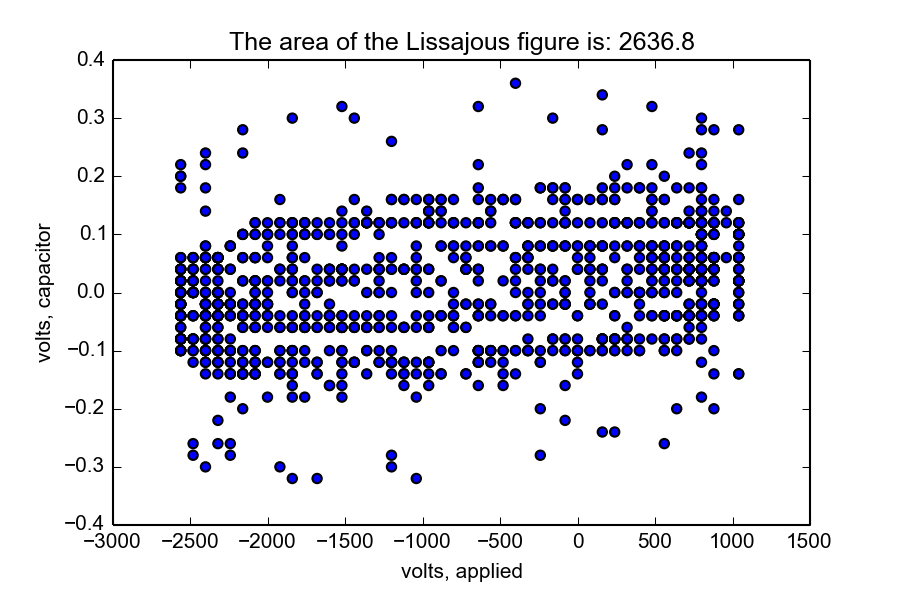 The area of the Lissajous figure is: 2636.8
0.4
0.3
0.2
0.1
0.0
−0.1
−0.2
−0.3
−0.4
volts, capacitor
−3000 −2500 −2000 −1500 −1000 −500 0 500 1000 1500
volts, applied